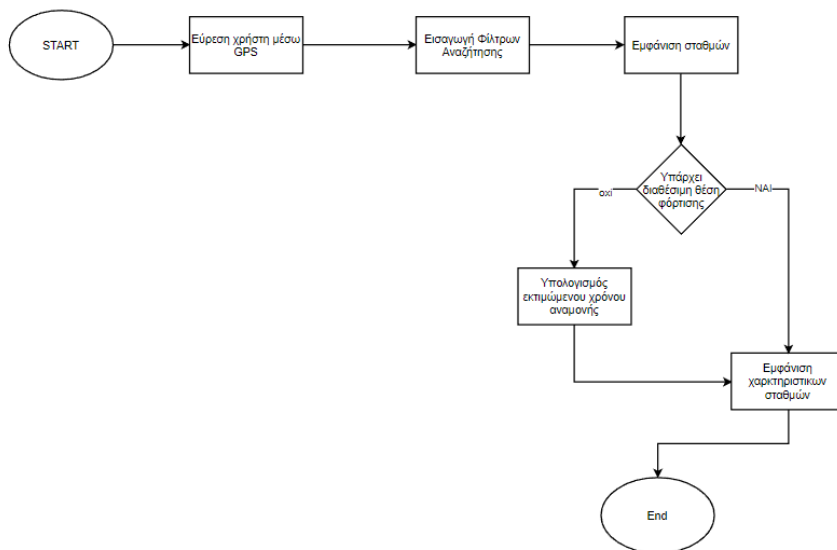 START
Εύρεση χρήστη μέσω
GPS
Εισαγωγή Φίλτρων
Αναζήτησης
Εμφάνιση σταθμών
Υπάρχει
διαθέσιμη θέση
φόρτισης
οχι
ΝΑΙ
Υπολογισμός
εκτιμώμενου χρόνου
αναμονής
Εμφάνιση
χαρκτηριστικων
σταθμών
End